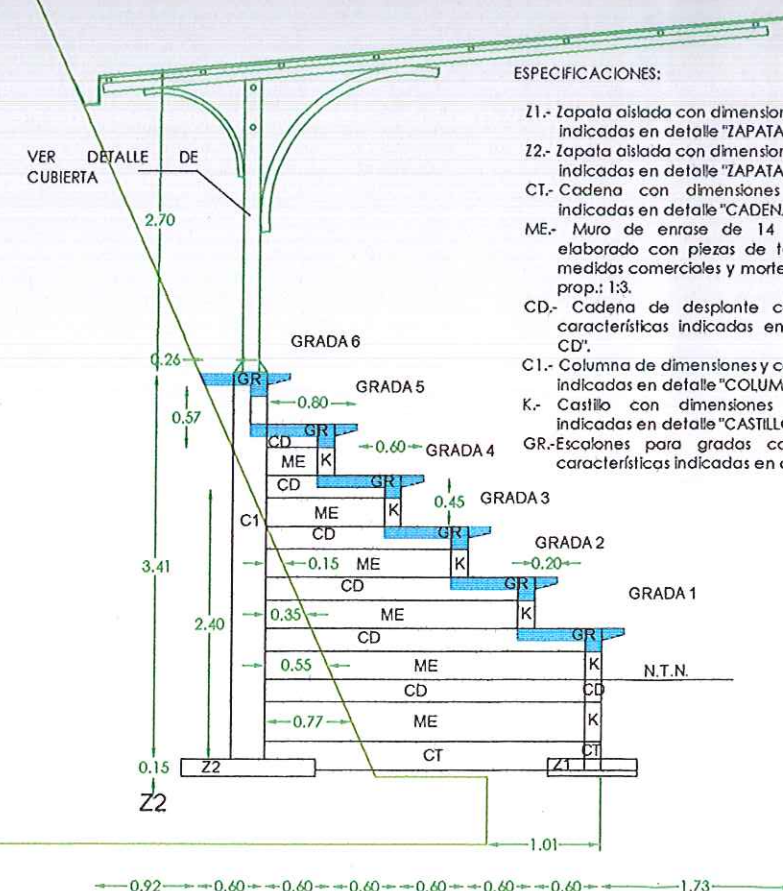 ESPECIFICACIONES:
Z1.- Zapata aislada con dimension
indicadas en detalle "ZAPATA
Z2.- Zapata aislada con dimension
indicadas en detalle "ZAPATA
CT.- Cadena con dimensiones
indicadas en detalle "CADENA
ME.- Muro de enrase de 14
elaborado con piezas de t
medidas comerciales y morte
prop.: 1:3.
CD.- Cadena de desplante c
características indicadas en
CD".
C1.- Columna de dimensiones y c
indicadas en detalle "COLUM
K.- Castillo con dimensiones
indicadas en detalle "CASTILLO
GR.-Escalones para gradas co
características indicadas en d
VER DETALLE DE
CUBIERTA
2.70
GRADA 6
0.26
GR
GRADA 5
0.57
0.80
GR
CD
0.60
GRADA 4
ME
K
CD
GR
0.45
GRADA 3
C1
ME
K
CD
GR
GRADA 2
3.41
0.15
ME
K
0.20
CD
GR
GRADA 1
2.40
0.35
ME
K
CD
GR
0.55
ME
K
N.T.N.
CD
CD
0.77
ME
K
CT
CT
0.15
Z2
Z1
Z2
1.01
0.92
0.60
0.60
0.60
0.60
0.60
0.60
1.73